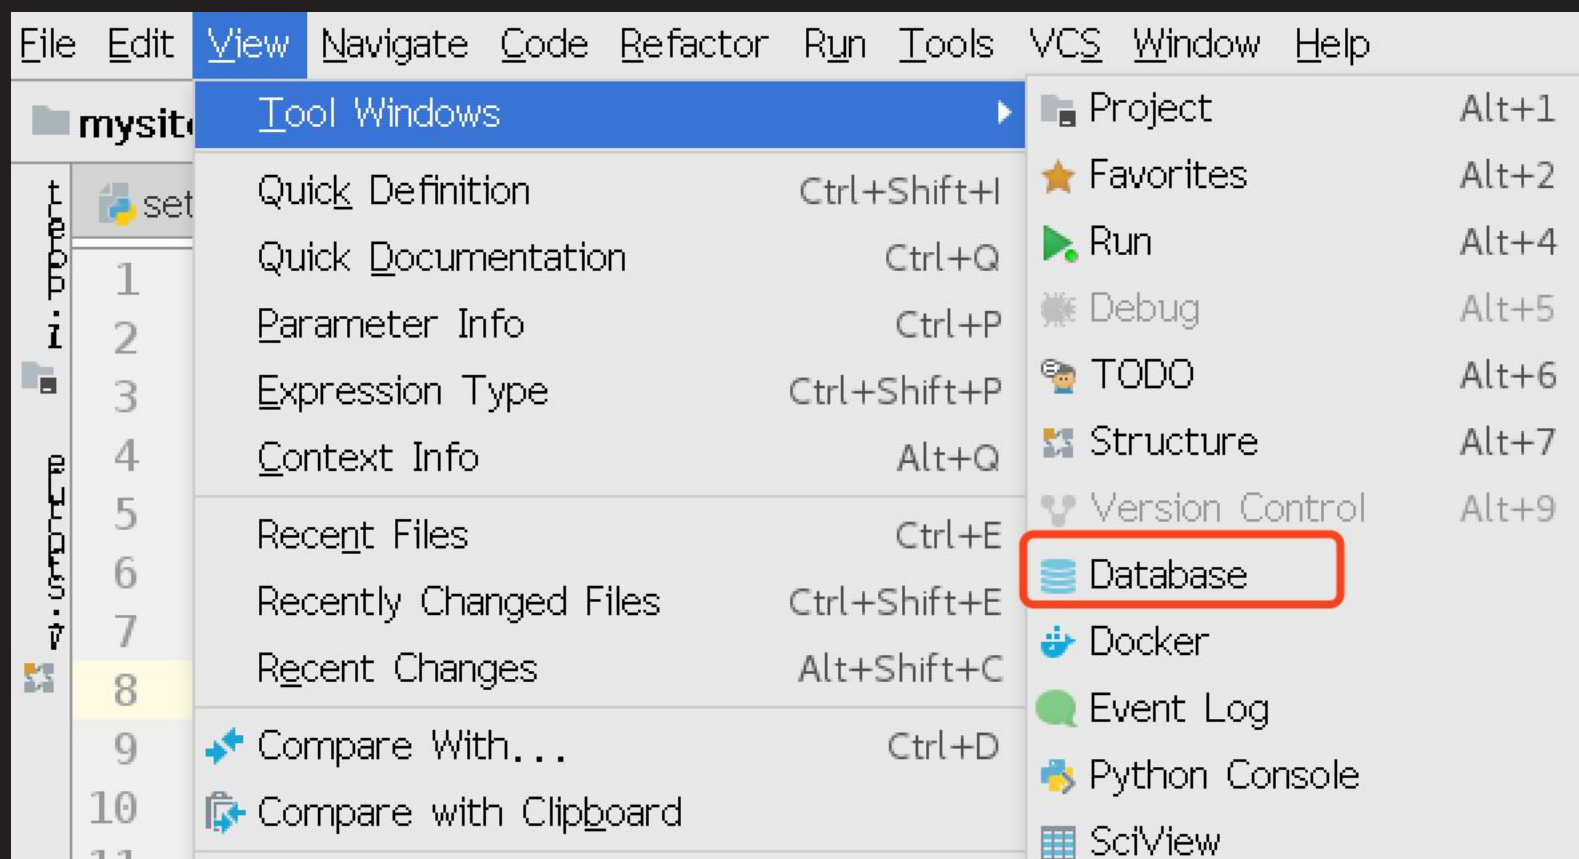 File Edit View Navigate Code Refactor Run Tools VCS Window Help
mysit
set
1
2
3
4
5
6
7
8
9
10
11
Tool Windows
Quick Definition Ctrl+Shift+I
Quick Documentation Ctrl+Q
Parameter Info Ctrl+P
Expression Type Ctrl+Shift+P
Context Info Alt+Q
Recent Files Ctrl+E
Recently Changed Files Ctrl+Shift+E
Recent Changes Alt+Shift+C
Compare With... Ctrl+D
Compare with Clipboard
Project Alt+1
Favorites Alt+2
Run Alt+4
Debug Alt+5
TODO Alt+6
Structure Alt+7
Version Control Alt+9
Database
Docker
Event Log
Python Console
SciView